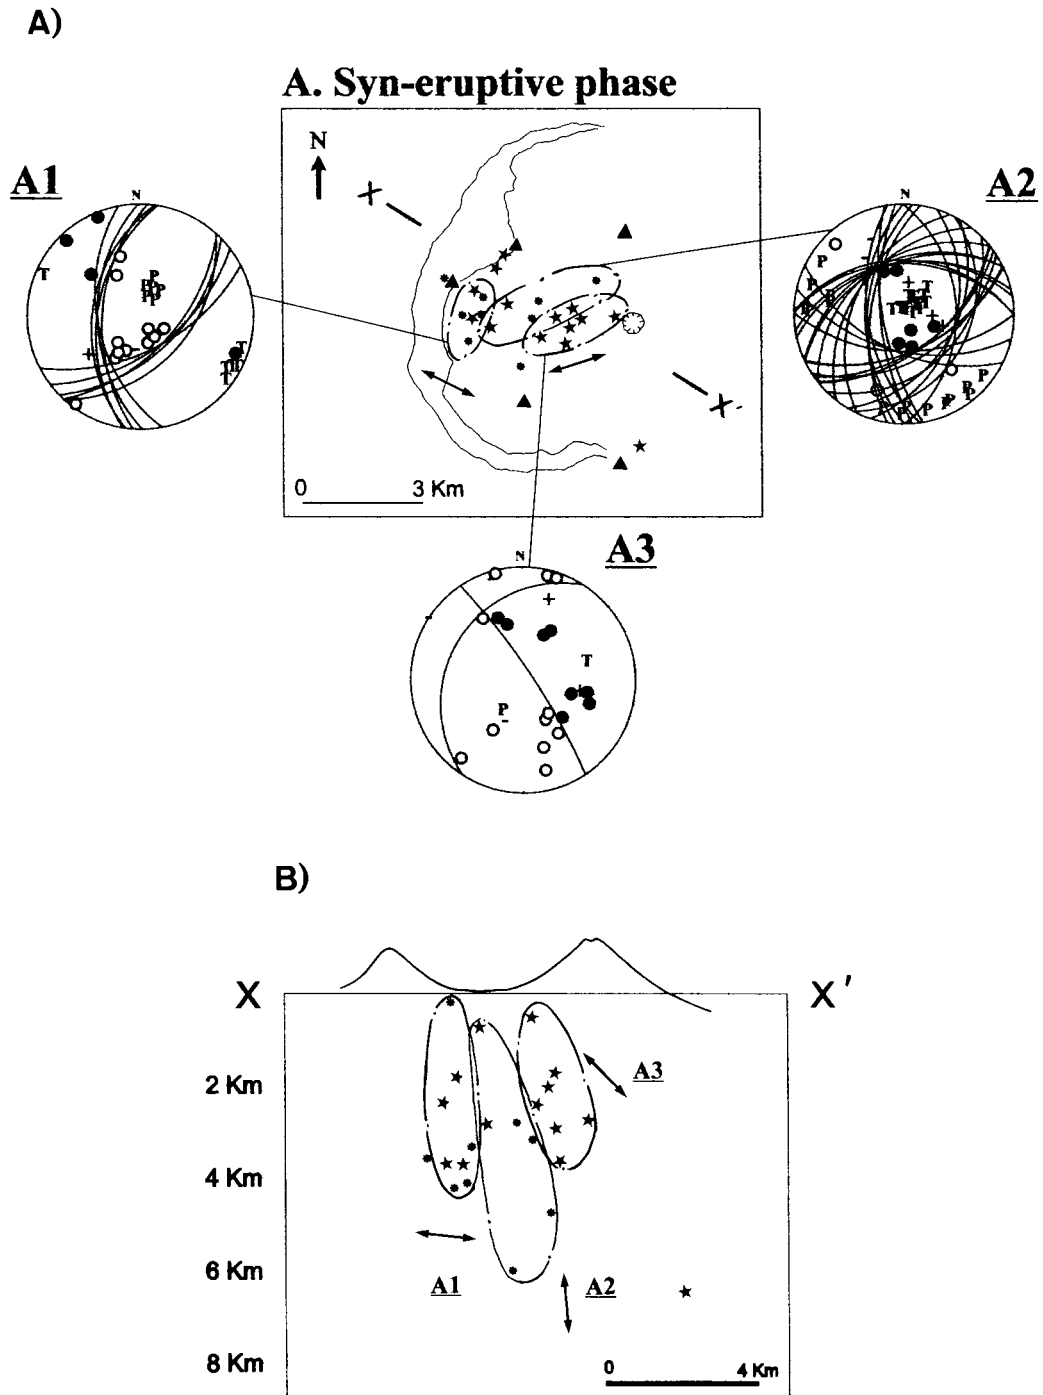 A)
A. Syn-eruptive phase
N
A1
N
T
P
+
T
X
X'
0 3 Km
A2
N
P
T
P
A3
N
+
T
P
+
B)
X X'
2 Km
4 Km
6 Km
8 Km
A3
A1
A2
0 4 Km